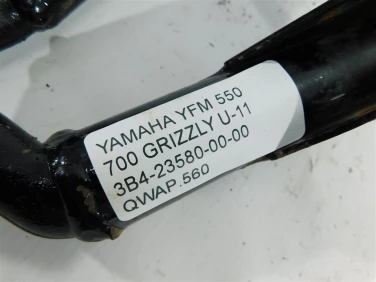 YAMAHA YFM 550
700 GRIZZLY U-11
3B4-23580-00-00
QWAP.560